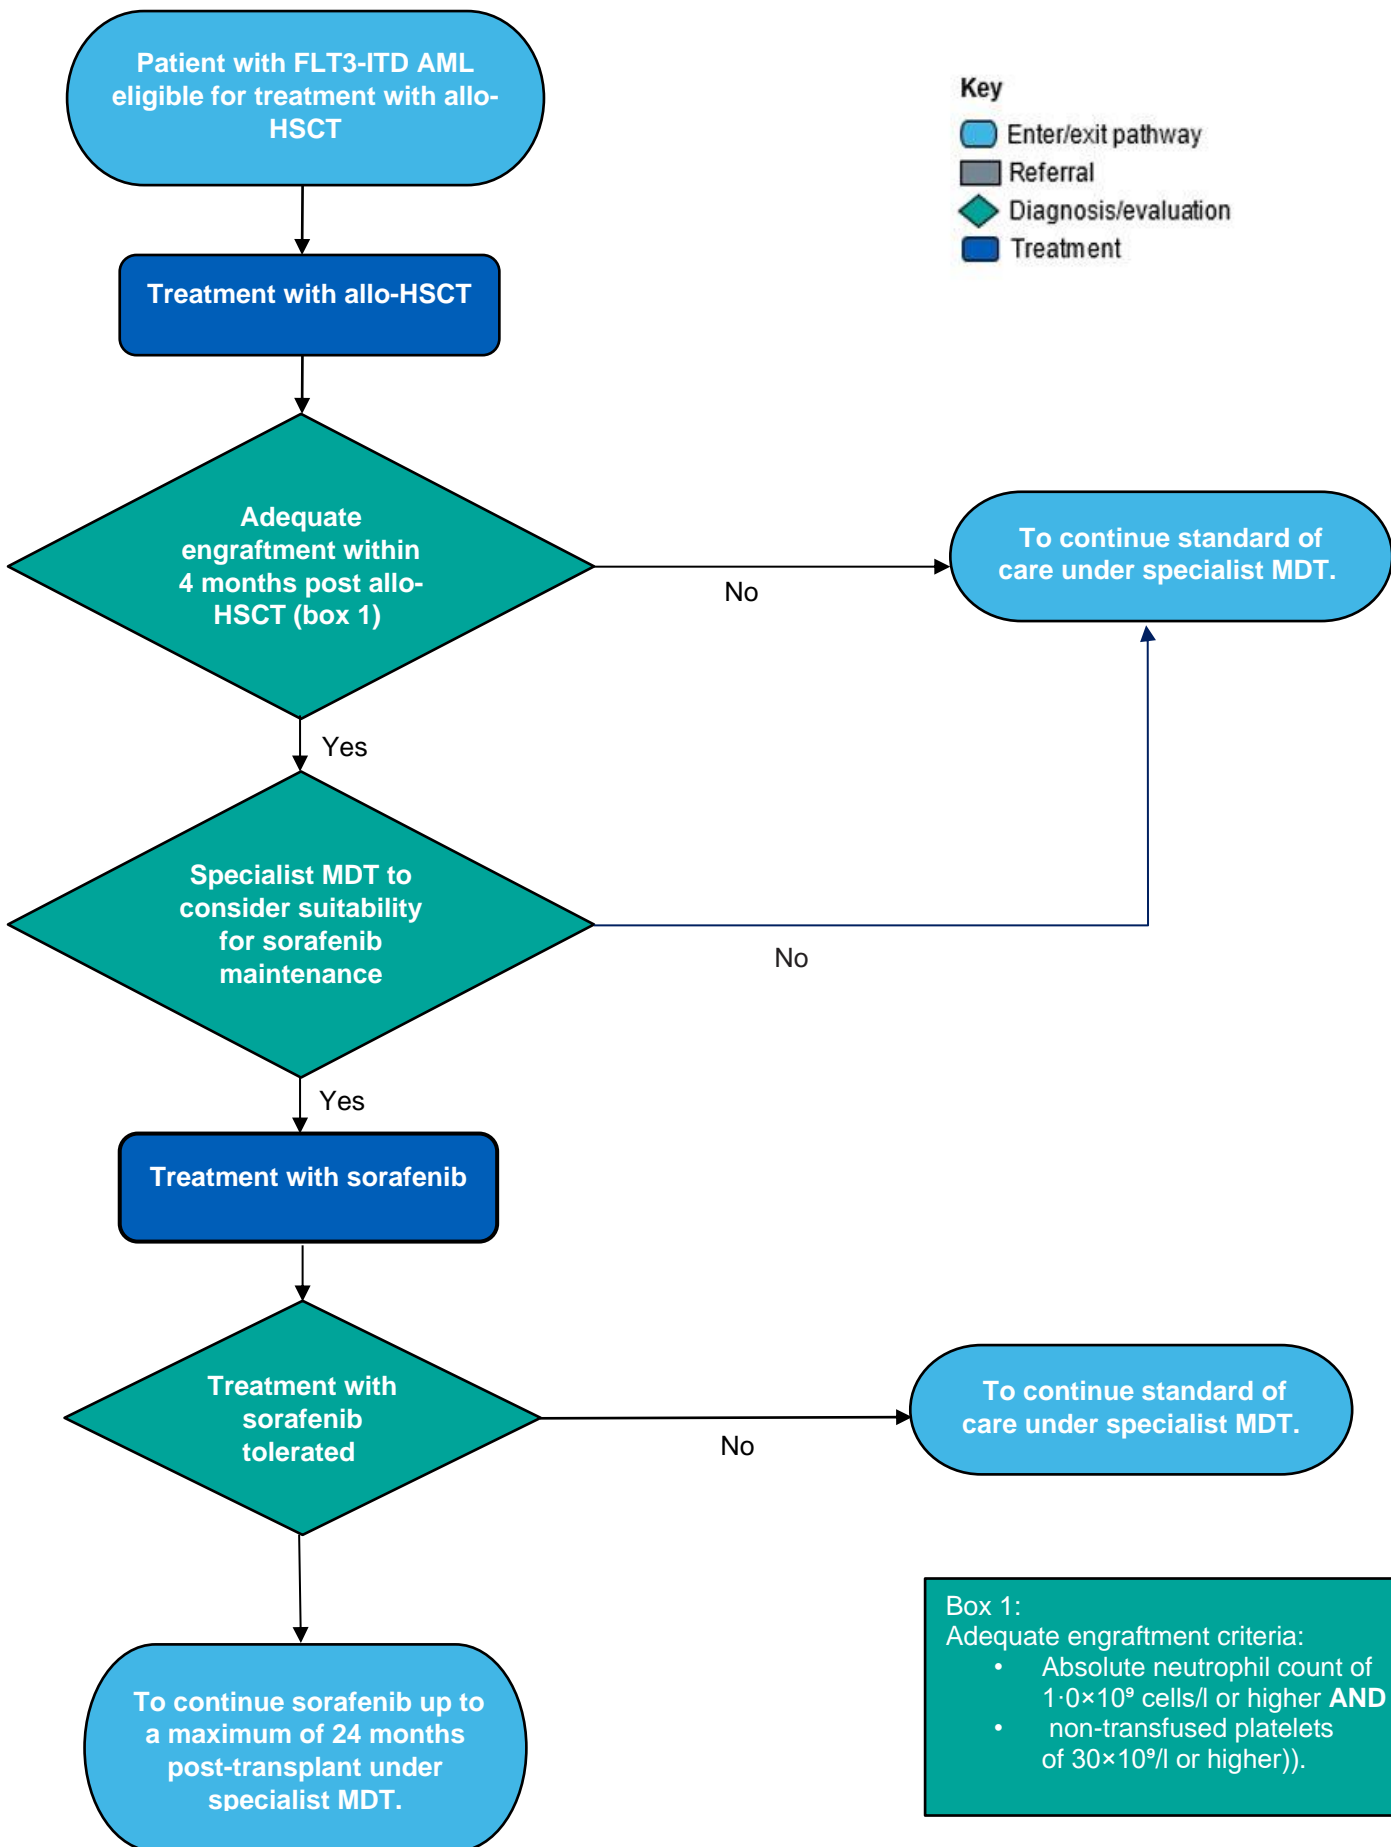 Patient with FLT3-ITD AML
eligible for treatment with allo-
HSCT
Key
Enter/exit pathway
Referral
Diagnosis/evaluation
Treatment
Treatment with allo-HSCT
Adequate
engraftment within
4 months post allo-
HSCT (box 1)
No
To continue standard of
care under specialist MDT.
Yes
Specialist MDT to
consider suitability
for sorafenib
maintenance
No
Yes
Treatment with sorafenib
Treatment with
sorafenib
tolerated
No
To continue standard of
care under specialist MDT.
To continue sorafenib up to
a maximum of 24 months
post-transplant under
specialist MDT.
Box 1:
Adequate engraftment criteria:
• Absolute neutrophil count of
1·0×10⁹ cells/l or higher AND
• non-transfused platelets
of 30×10⁹/l or higher)).